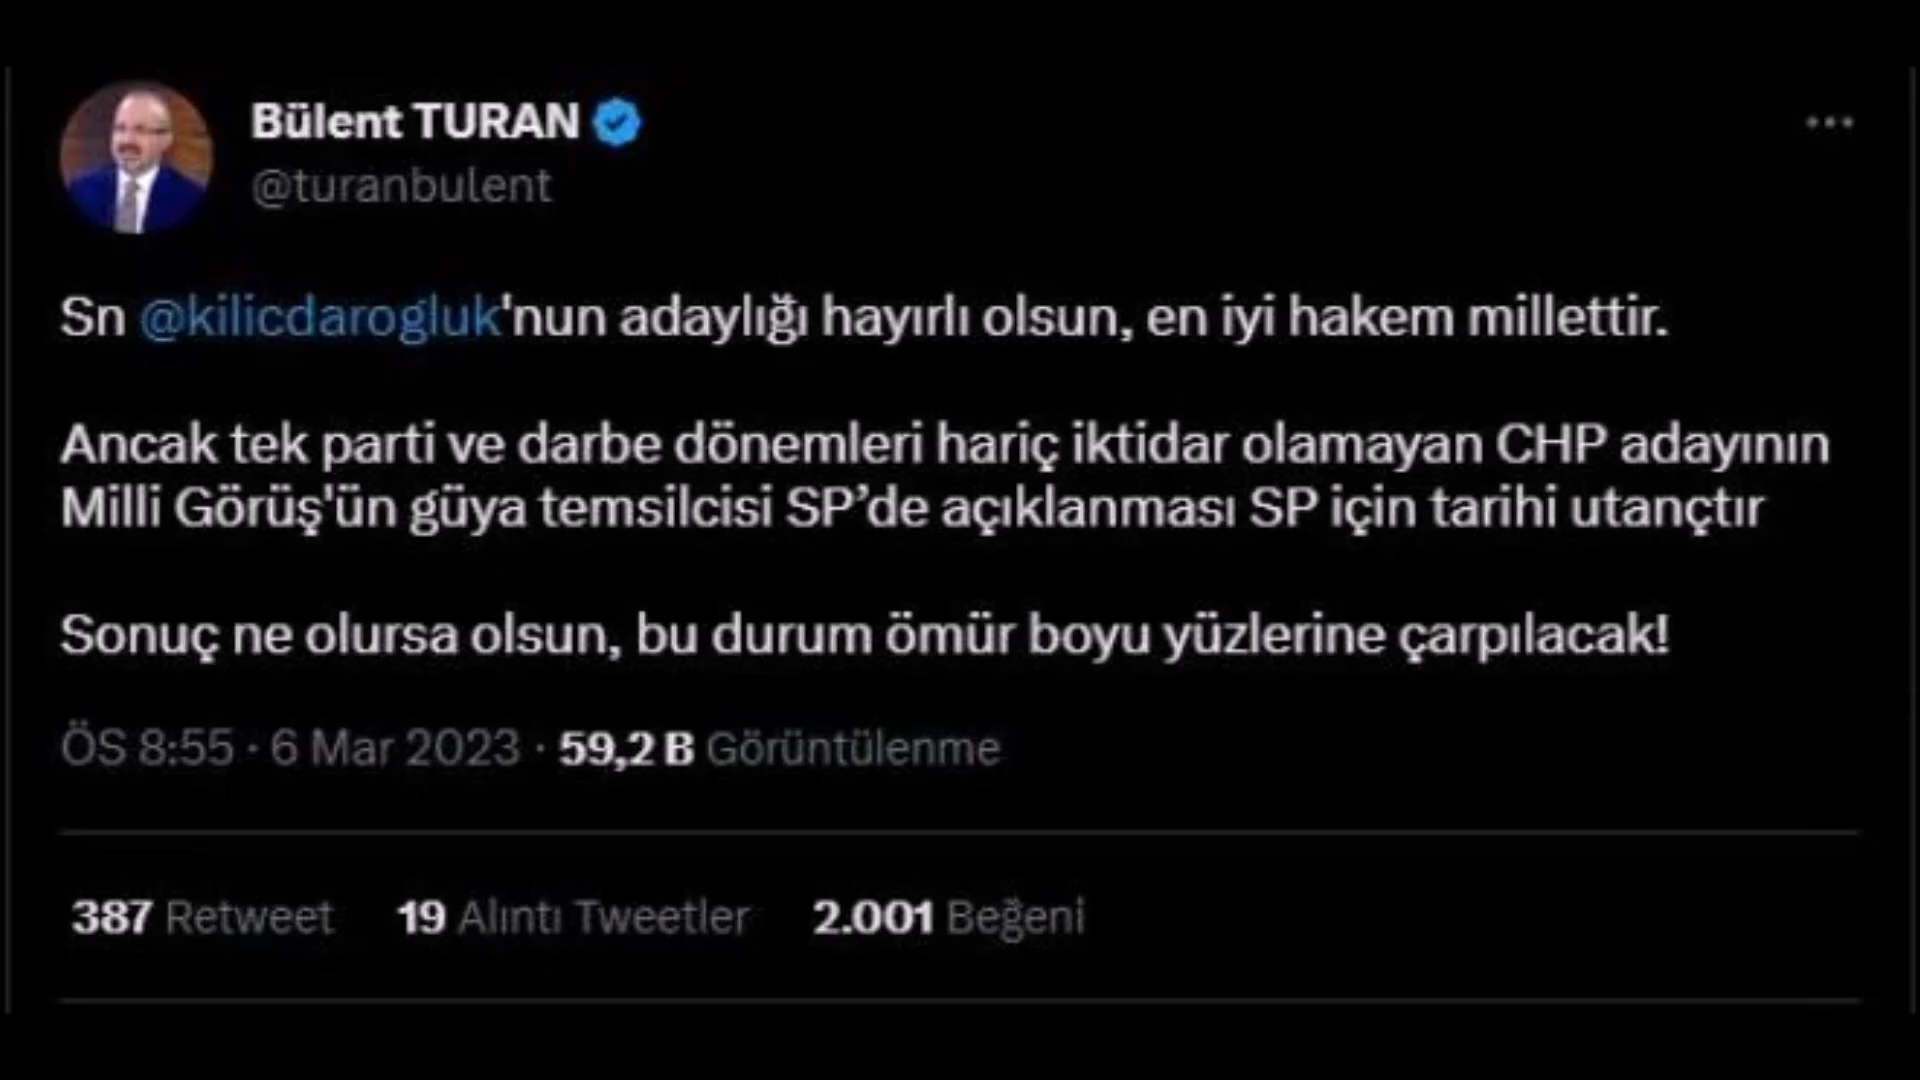 Bülent TURAN
@turanbulent
Sn @kilicdarogluk'nun adaylığı hayırlı olsun, en iyi hakem millettir.
Ancak tek parti ve darbe dönemleri hariç iktidar olamayan CHP adayının
Milli Görüş'ün güya temsilcisi SP’de açıklanması SP için tarihi utançtır
Sonuç ne olursa olsun, bu durum ömür boyu yüzlerine çarpılacak!
ÖS 8:55 · 6 Mar 2023 · 59,2 B Görüntülenme
387 Retweet 19 Alıntı Tweetler 2.001 Beğeni